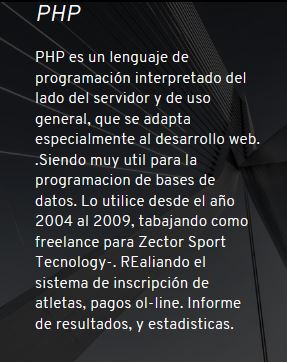 PHP
PHP es un lenguaje de
programación interpretado del
lado del servidor y de uso
general, que se adapta
especialmente al desarrollo web.
.Siendo muy util para la
programacion de bases de
datos. Lo utilice desde el año
2004 al 2009, tabajando como
freelance para Zector Sport
Tecnology-. REaliando el
sistema de inscripción de
atletas, pagos ol-line. Informe
de resultados, y estadisticas.